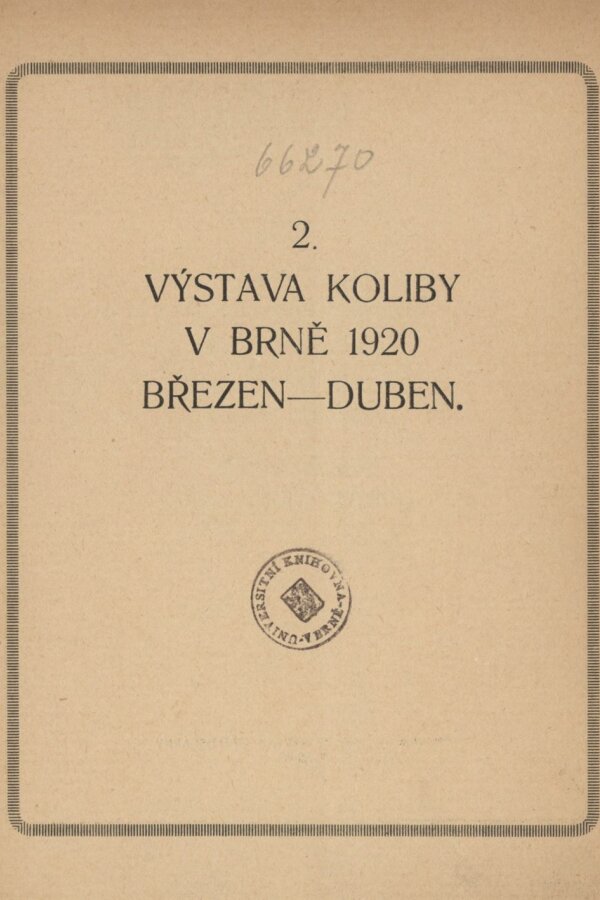 66270
2.
VÝSTAVA KOLIBY
V BRNĚ 1920
BŘEZEN—DUBEN.
UNIVERSITNÍ KNIHOVNA - V BRNĚ -